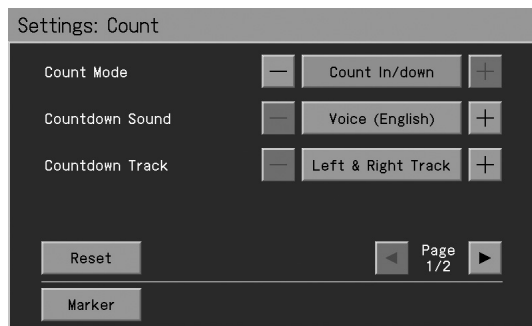 Settings: Count
Count Mode — Count In/down +
Countdown Sound — Voice (English) +
Countdown Track — Left & Right Track +
Reset ◀ Page ▶
1/2
Marker